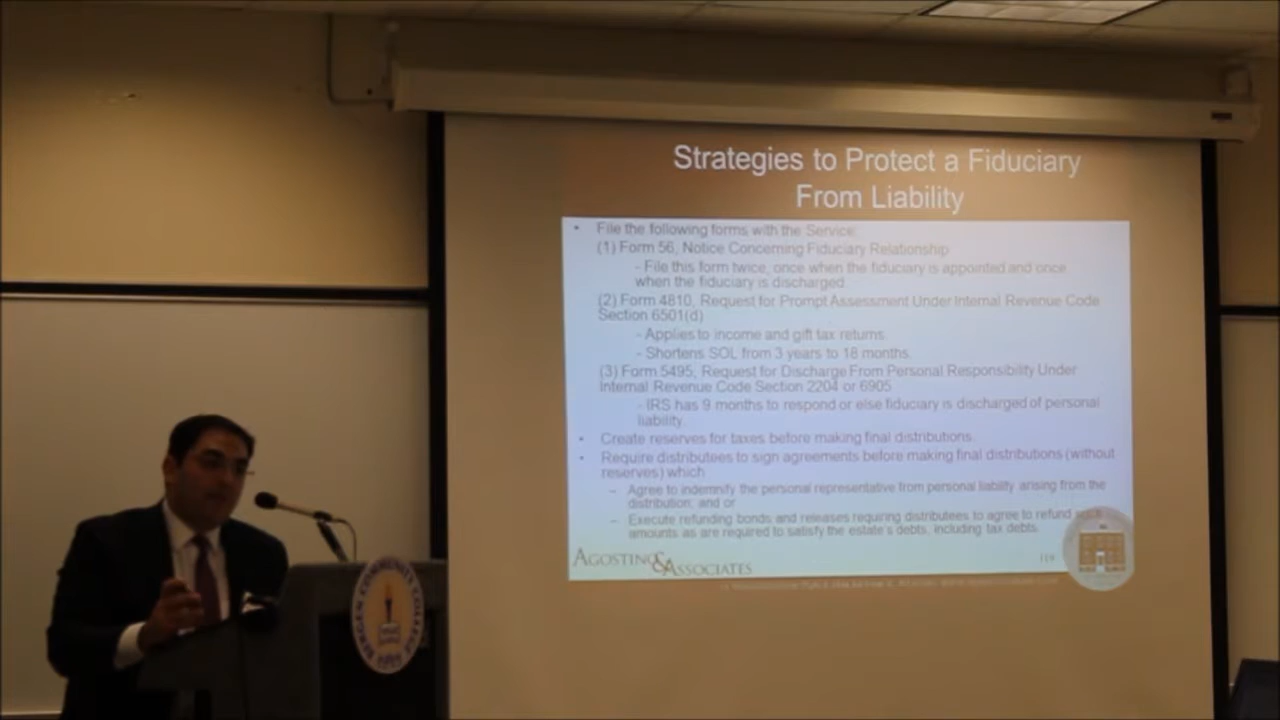 Strategies to Protect a Fiduciary
From Liability
• File the following forms with the Service:
(1) Form 56, Notice Concerning Fiduciary Relationship
- File this form twice, once when the fiduciary is appointed and once
when the fiduciary is discharged.
(2) Form 4810, Request for Prompt Assessment Under Internal Revenue Code
Section 6501(d)
- Applies to income and gift tax returns.
- Shortens SOL from 3 years to 18 months.
(3) Form 5495, Request for Discharge From Personal Responsibility Under
Internal Revenue Code Section 2204 or 6905
- IRS has 9 months to respond or else fiduciary is discharged of personal
liability.
• Create reserves for taxes before making final distributions.
• Require distributees to sign agreements before making final distributions (without
reserves) which
– Agree to indemnify the personal representative from personal liability arising from the
distribution; and or
– Execute refunding bonds and releases requiring distributees to agree to refund
amounts as are required to satisfy the estate's debts, including tax debts.
AGOSTINO & ASSOCIATES
119
BERGEN COMMUNITY COLLEGE